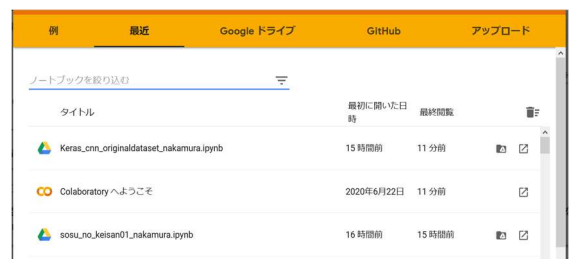 例 最近 Google ドライブ GitHub アップロード
ノートブックを絞り込む
タイトル 最初に開いた日時 最終閲覧
Keras_cnn_originaldataset_nakamura.ipynb 15 時間前 11 分前
Colaboratory へようこそ 2020年6月22日 11 分前
sosu_no_keisan01_nakamura.ipynb 16 時間前 15 時間前